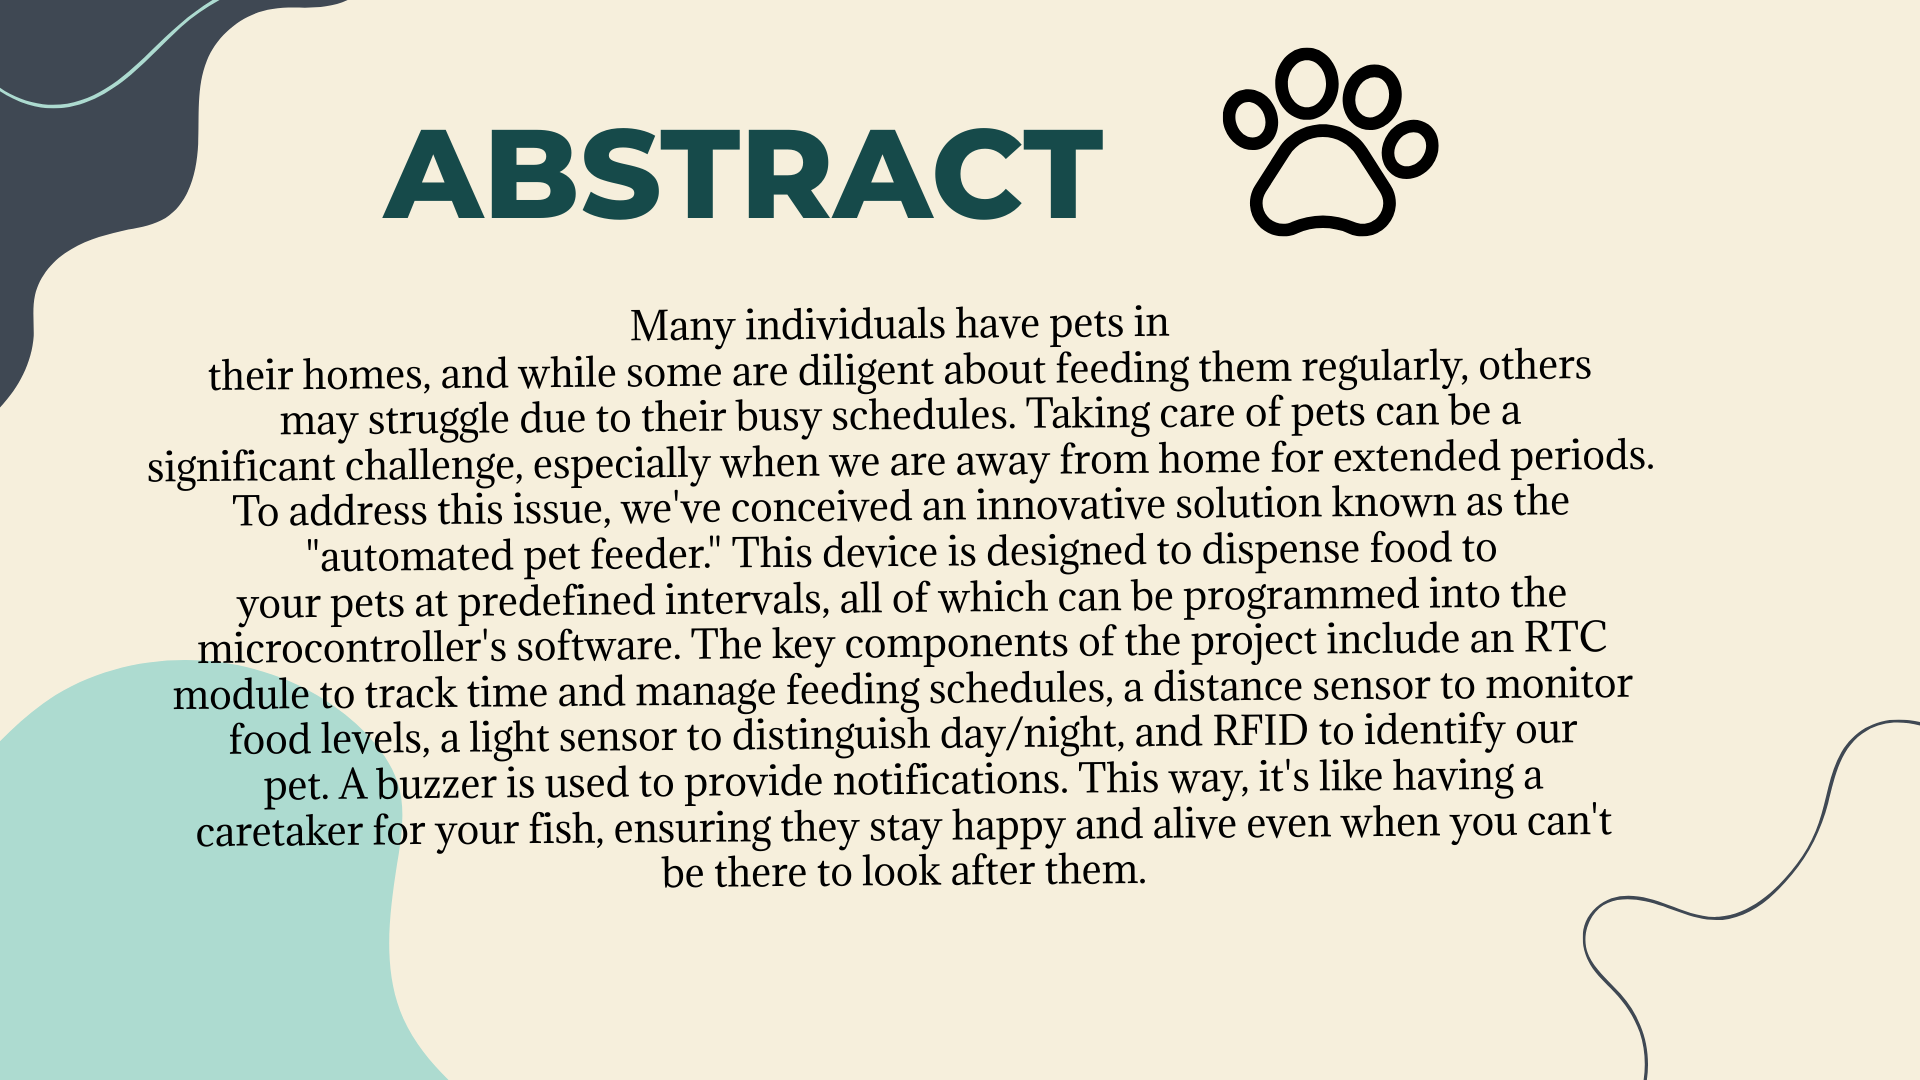 ABSTRACT
Many individuals have pets in
their homes, and while some are diligent about feeding them regularly, others
may struggle due to their busy schedules. Taking care of pets can be a
significant challenge, especially when we are away from home for extended periods.
To address this issue, we've conceived an innovative solution known as the
"automated pet feeder." This device is designed to dispense food to
your pets at predefined intervals, all of which can be programmed into the
microcontroller's software. The key components of the project include an RTC
module to track time and manage feeding schedules, a distance sensor to monitor
food levels, a light sensor to distinguish day/night, and RFID to identify our
pet. A buzzer is used to provide notifications. This way, it's like having a
caretaker for your fish, ensuring they stay happy and alive even when you can't
be there to look after them.